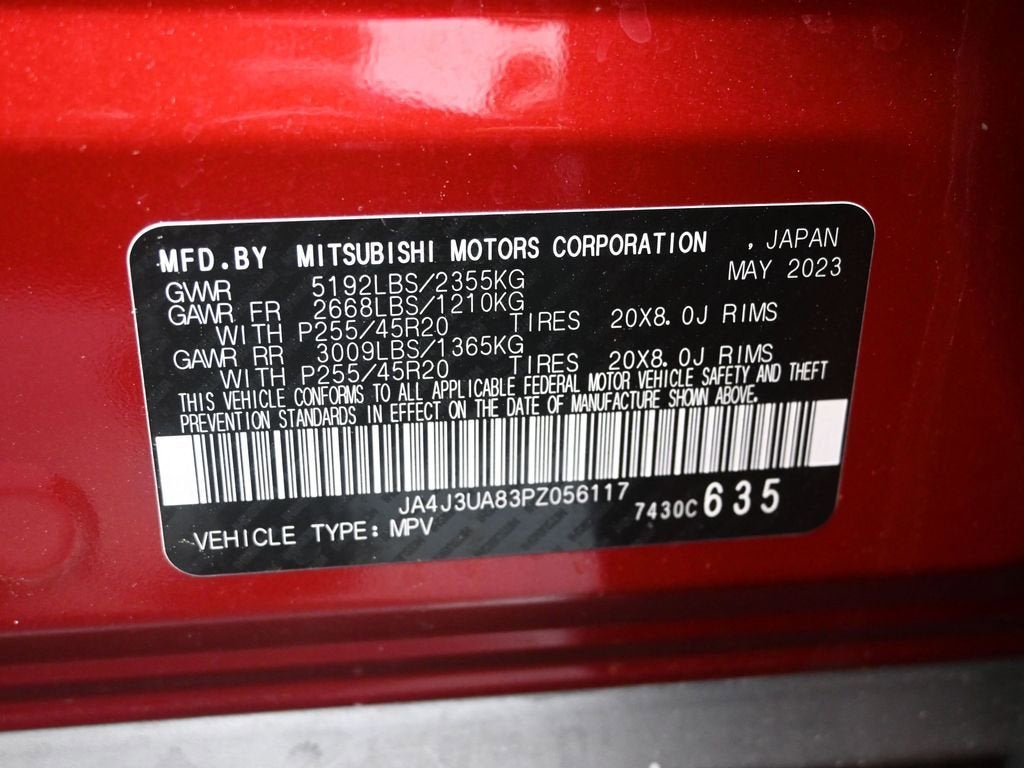 MFD.BY MITSUBISHI MOTORS CORPORATION , JAPAN
MAY 2023
GVWR 5192LBS/2355KG
GAWR FR 2668LBS/1210KG
WITH P255/45R20 TIRES 20X8.0J RIMS
GAWR RR 3009LBS/1365KG
WITH P255/45R20 TIRES 20X8.0J RIMS
THIS VEHICLE CONFORMS TO ALL APPLICABLE FEDERAL MOTOR VEHICLE SAFETY AND THEFT
PREVENTION STANDARDS IN EFFECT ON THE DATE OF MANUFACTURE SHOWN ABOVE.
JA4J3UA83PZ056117
7430C 635
VEHICLE TYPE: MPV